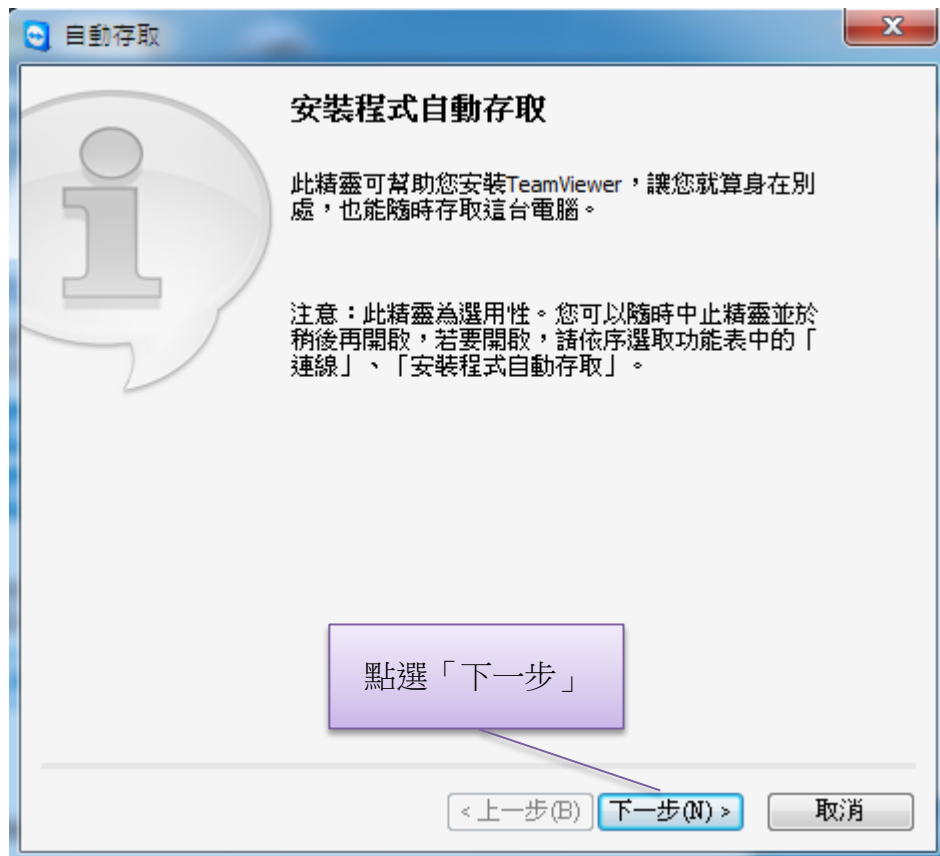 自動存取
安裝程式自動存取
此精靈可幫助您安裝TeamViewer，讓您就算身在別
處，也能隨時存取這台電腦。
注意：此精靈為選用性。您可以隨時中止精靈並於
稍後再開啟，若要開啟，請依序選取功能表中的「
連線」、「安裝程式自動存取」。
點選「下一步」
<上一步(B)
下一步(N) >
取消